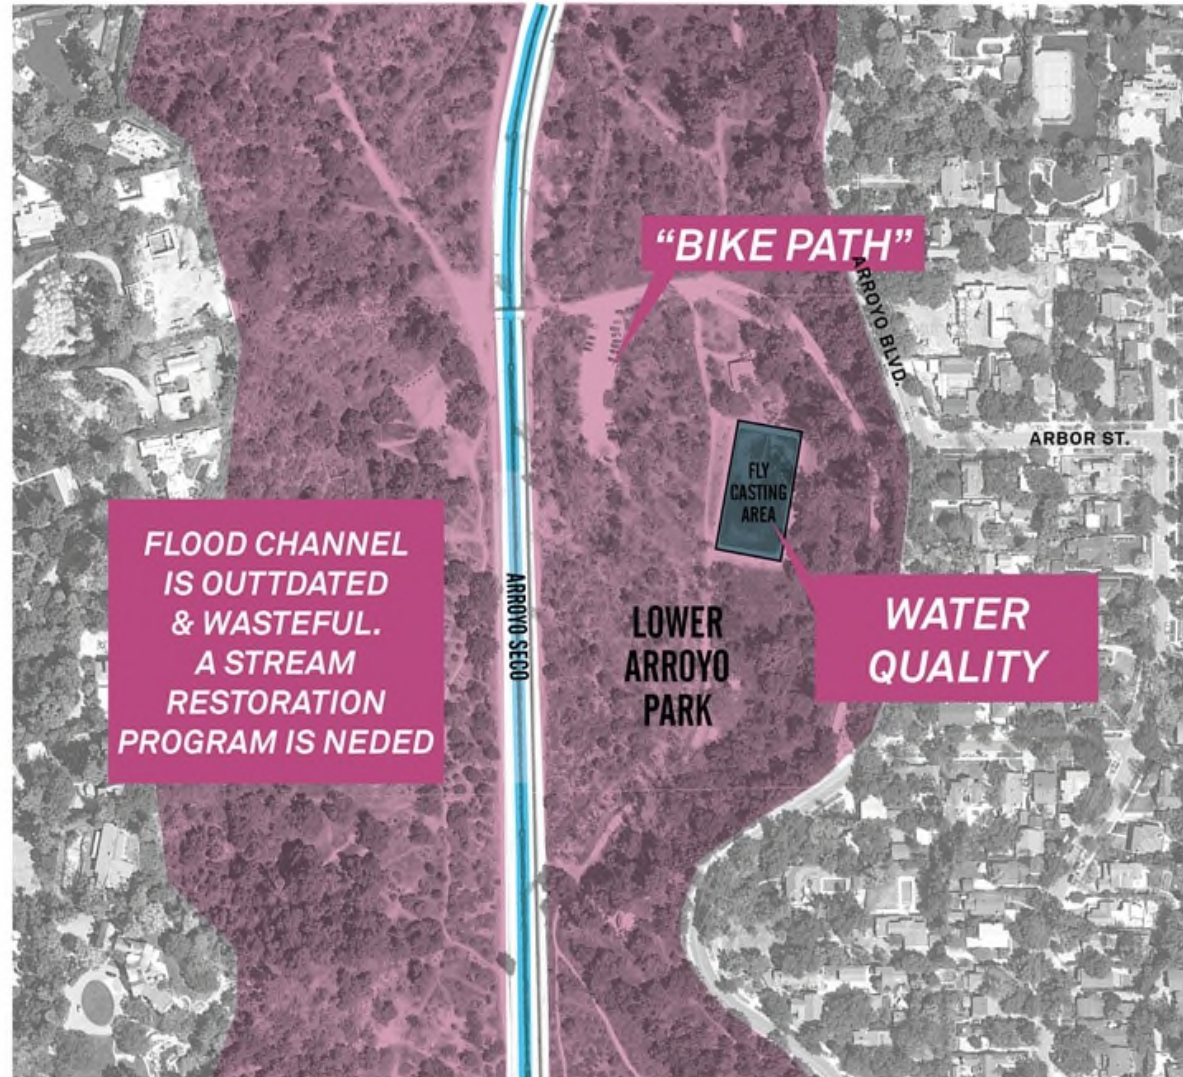 “BIKE PATH”
ARROYO BLVD.
ARBOR ST.
FLY
CASTING
AREA
FLOOD CHANNEL
IS OUTTDATED
& WASTEFUL.
A STREAM
RESTORATION
PROGRAM IS NEDED
ARROYO SECO
LOWER
ARROYO
PARK
WATER
QUALITY